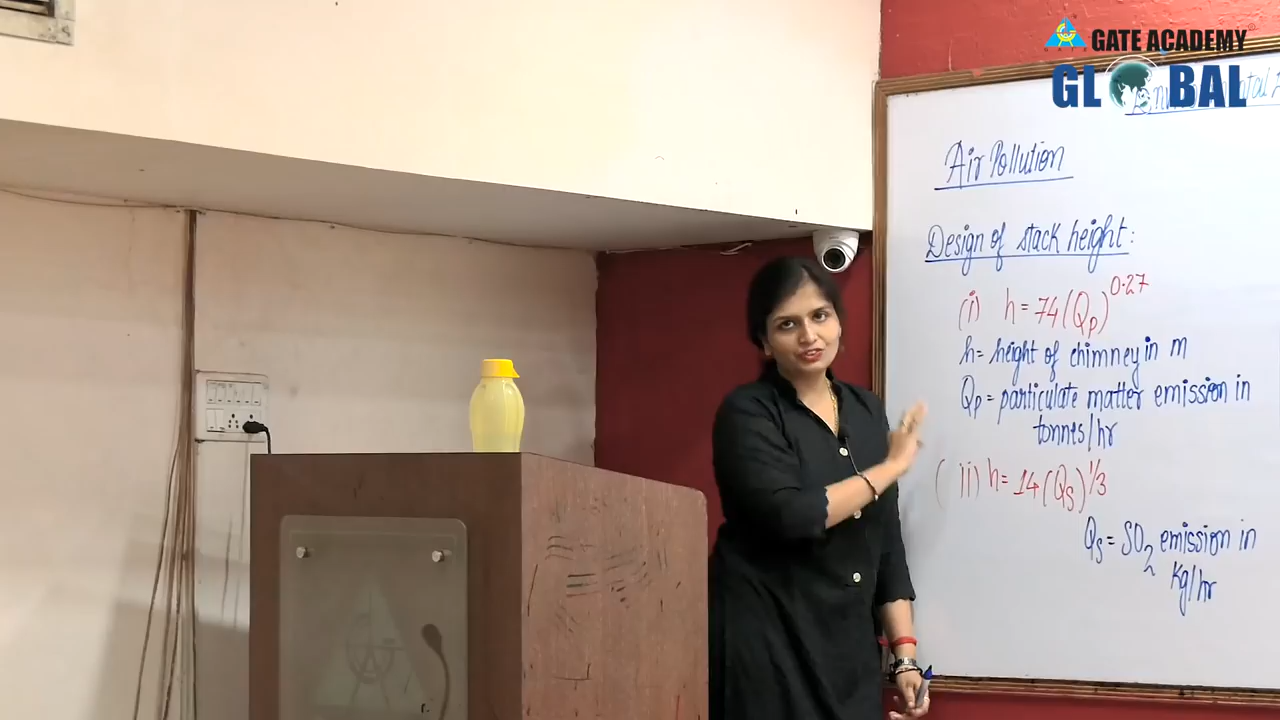 GATE ACADEMY
GLOBAL
Air Pollution
Design of stack height:
(i) h = 74 (Qp)^0.27
h = height of chimney in m
Qp = particulate matter emission in
tonnes/hr
(ii) h = 14 (Qs)^1/3
Qs = SO2 emission in
Kg/hr